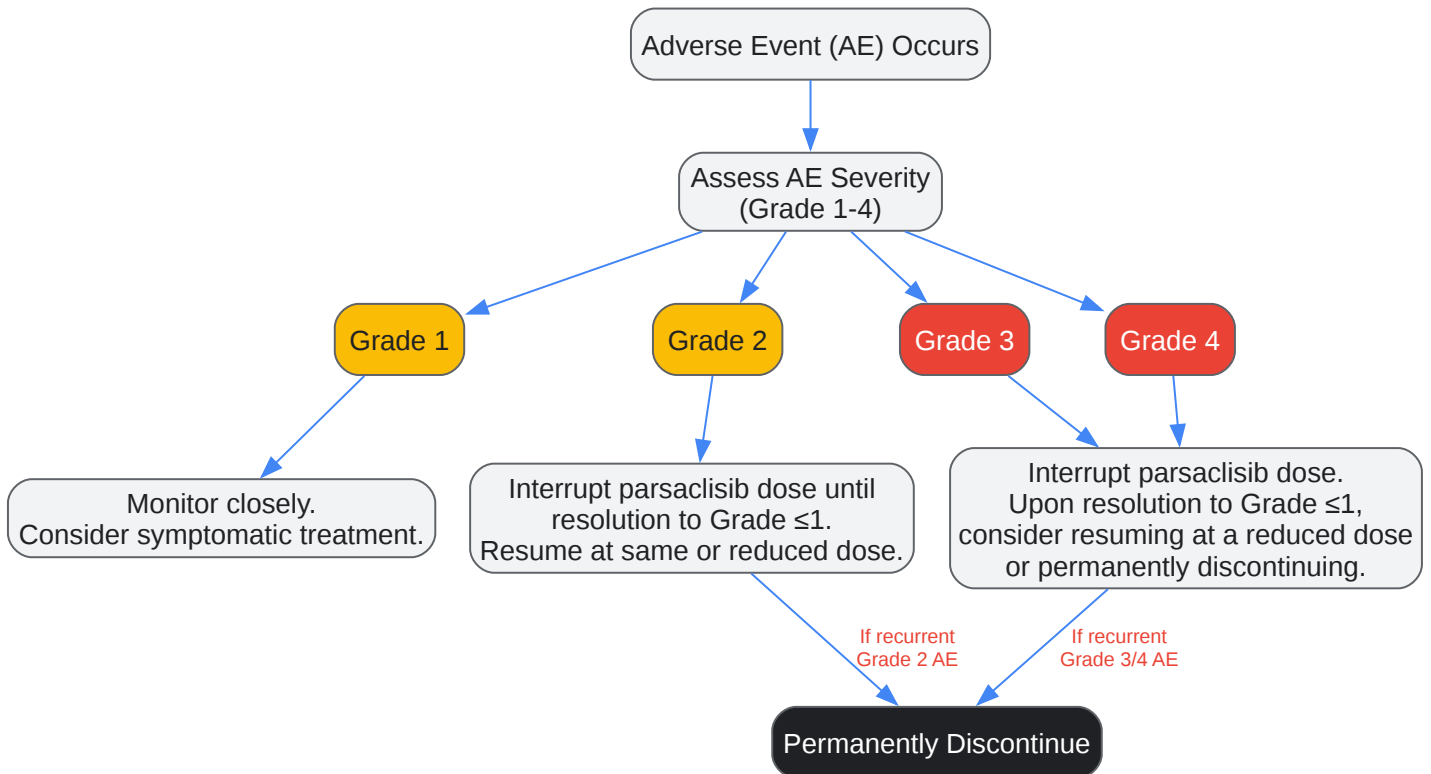 Adverse Event (AE) Occurs
Assess AE Severity
(Grade 1-4)
Grade 1
Grade 2
Grade 3
Grade 4
Monitor closely.
Consider symptomatic treatment.
Interrupt parsaclisib dose until
resolution to Grade ≤1.
Resume at same or reduced dose.
Interrupt parsaclisib dose.
Upon resolution to Grade ≤1,
consider resuming at a reduced dose
or permanently discontinuing.
If recurrent
Grade 2 AE
If recurrent
Grade 3/4 AE
Permanently Discontinue